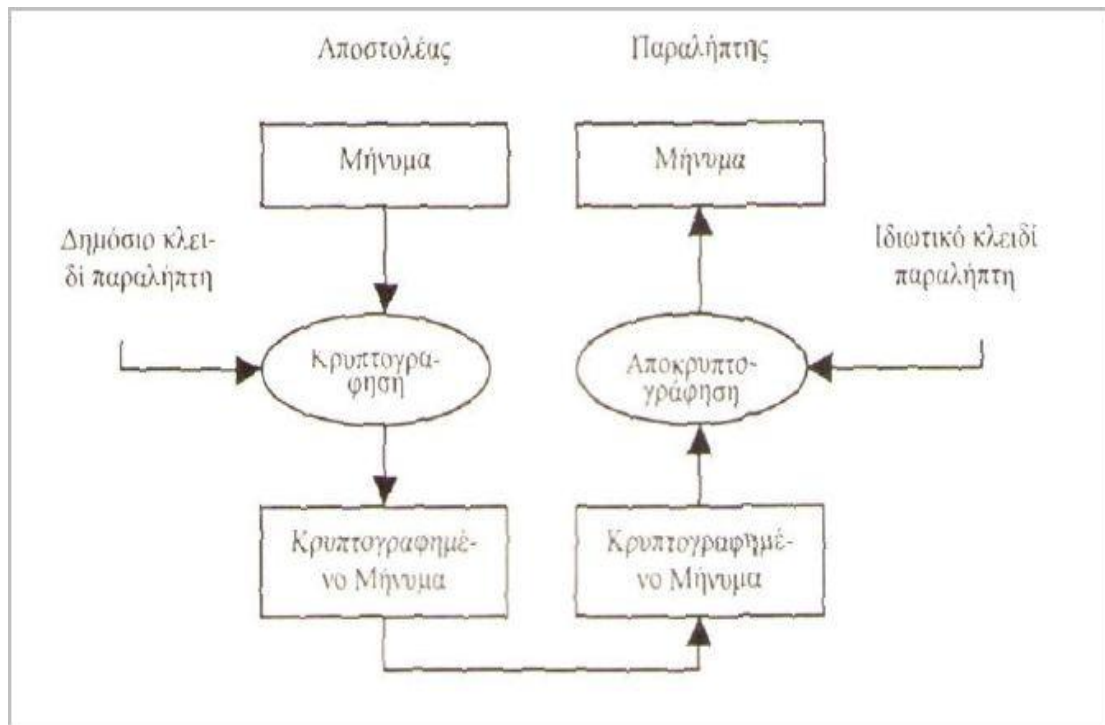 Αποστολέας
Παραλήπτης
Μήνυμα
Μήνυμα
Δημόσιο κλει-
δί παραλήπτη
Ιδιωτικό κλειδί
παραλήπτη
Κρυπτογρα-
φηση
Αποκρυπτο-
γράφηση
Κρυπτογραφημέ-
νο Μήνυμα
Κρυπτογραφημέ-
νο Μήνυμα